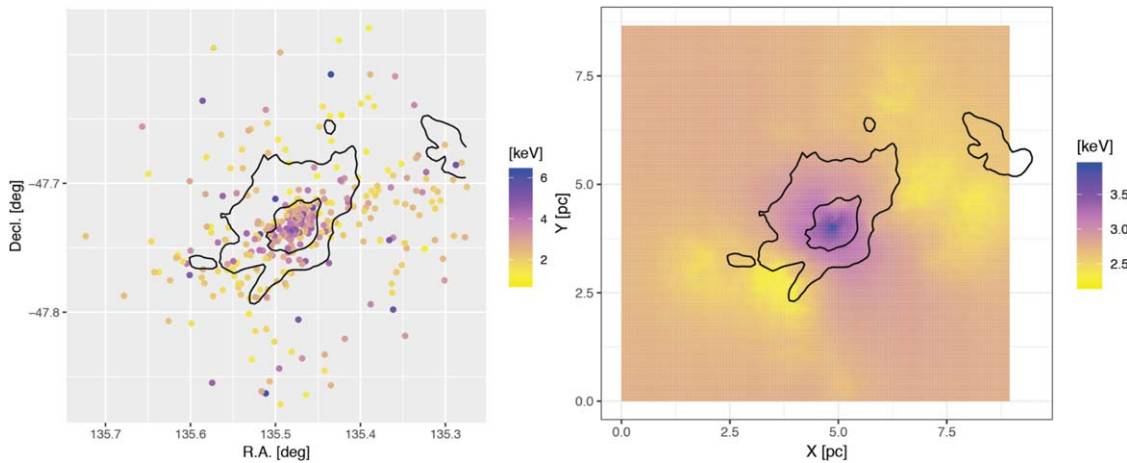 [keV]
6
4
2
−47.7
−47.8
Decl. [deg]
135.7 135.6 135.5 135.4 135.3
R.A. [deg]
[keV]
3.5
3.0
2.5
7.5
5.0
2.5
0.0
Y [pc]
0.0 2.5 5.0 7.5
X [pc]